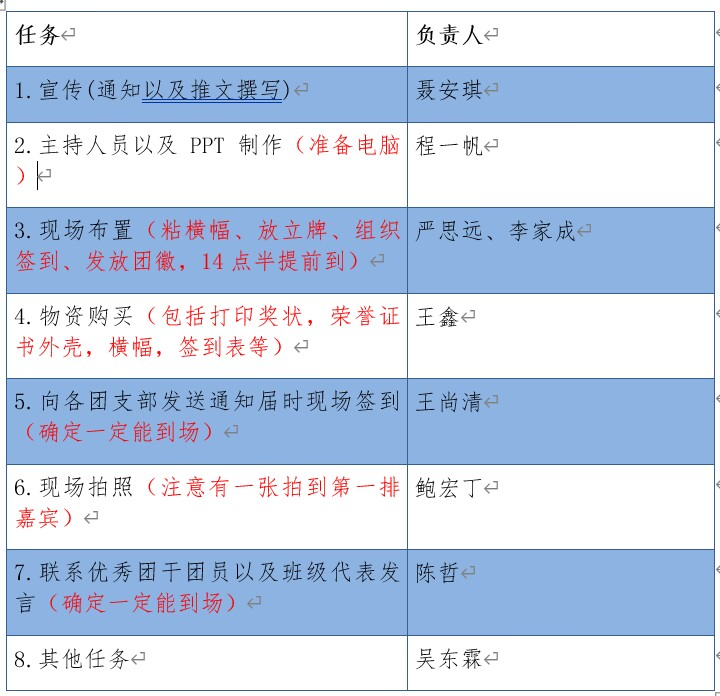 任务
负责人
1.宣传(通知以及推文撰写)
聂安琪
2.主持人员以及 PPT 制作（准备电脑
）
程一帆
3.现场布置（粘横幅、放立牌、组织
签到、发放团徽，14点半提前到）
严思远、李家成
4.物资购买（包括打印奖状，荣誉证
书外壳，横幅，签到表等）
王鑫
5.向各团支部发送通知届时现场签到
（确定一定能到场）
王尚清
6.现场拍照（注意有一张拍到第一排
嘉宾）
鲍宏丁
7.联系优秀团干团员以及班级代表发
言（确定一定能到场）
陈哲
8.其他任务
吴东霖